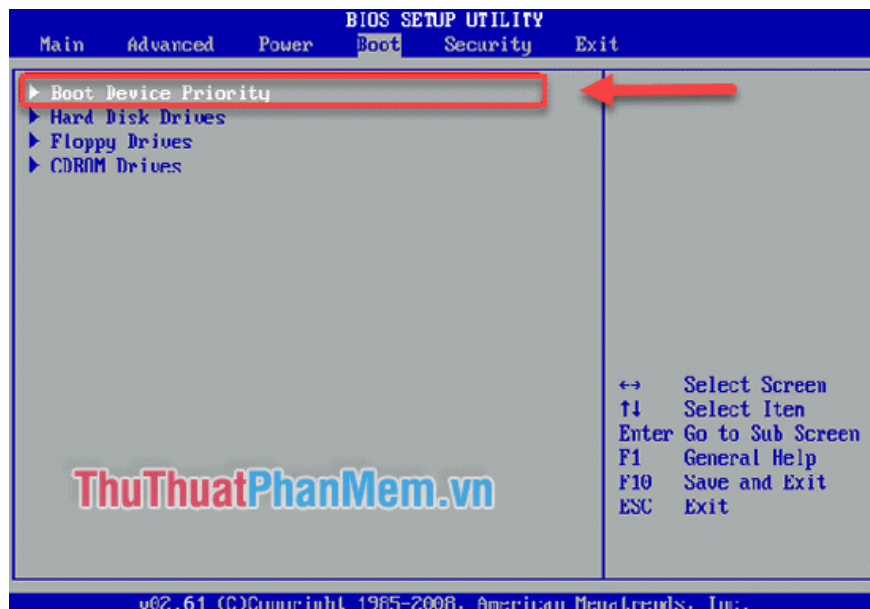 BIOS SETUP UTILITY
Main Advanced Power Boot Security Exit
Boot Device Priority
Hard Disk Drives
Floppy Drives
CDROM Drives
←→ Select Screen
↑↓ Select Item
Enter Go to Sub Screen
F1 General Help
F10 Save and Exit
ESC Exit
ThuThuatPhanMem.vn
v02.61 (C)Copyright 1985-2008, American Megatrends, Inc.